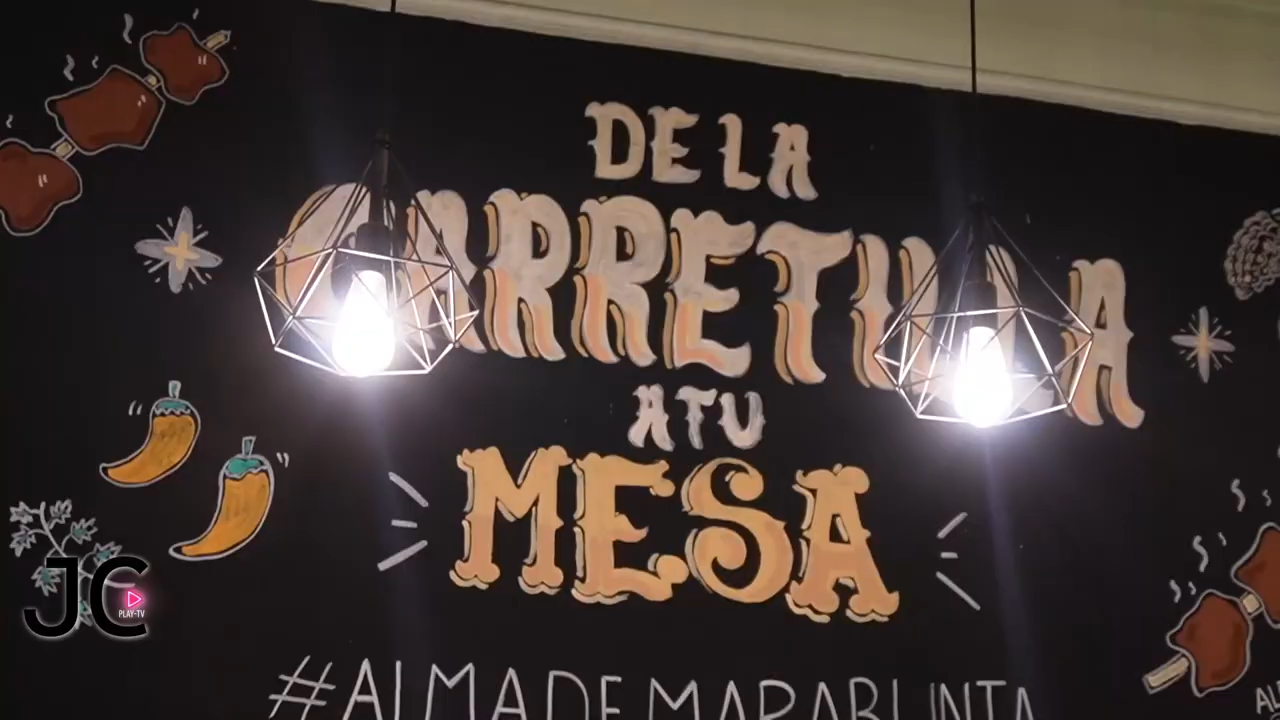 DE LA
CARRETILLA
A TU
MESA
#ALMADEMARABUNTA
JC
PLAY-TV